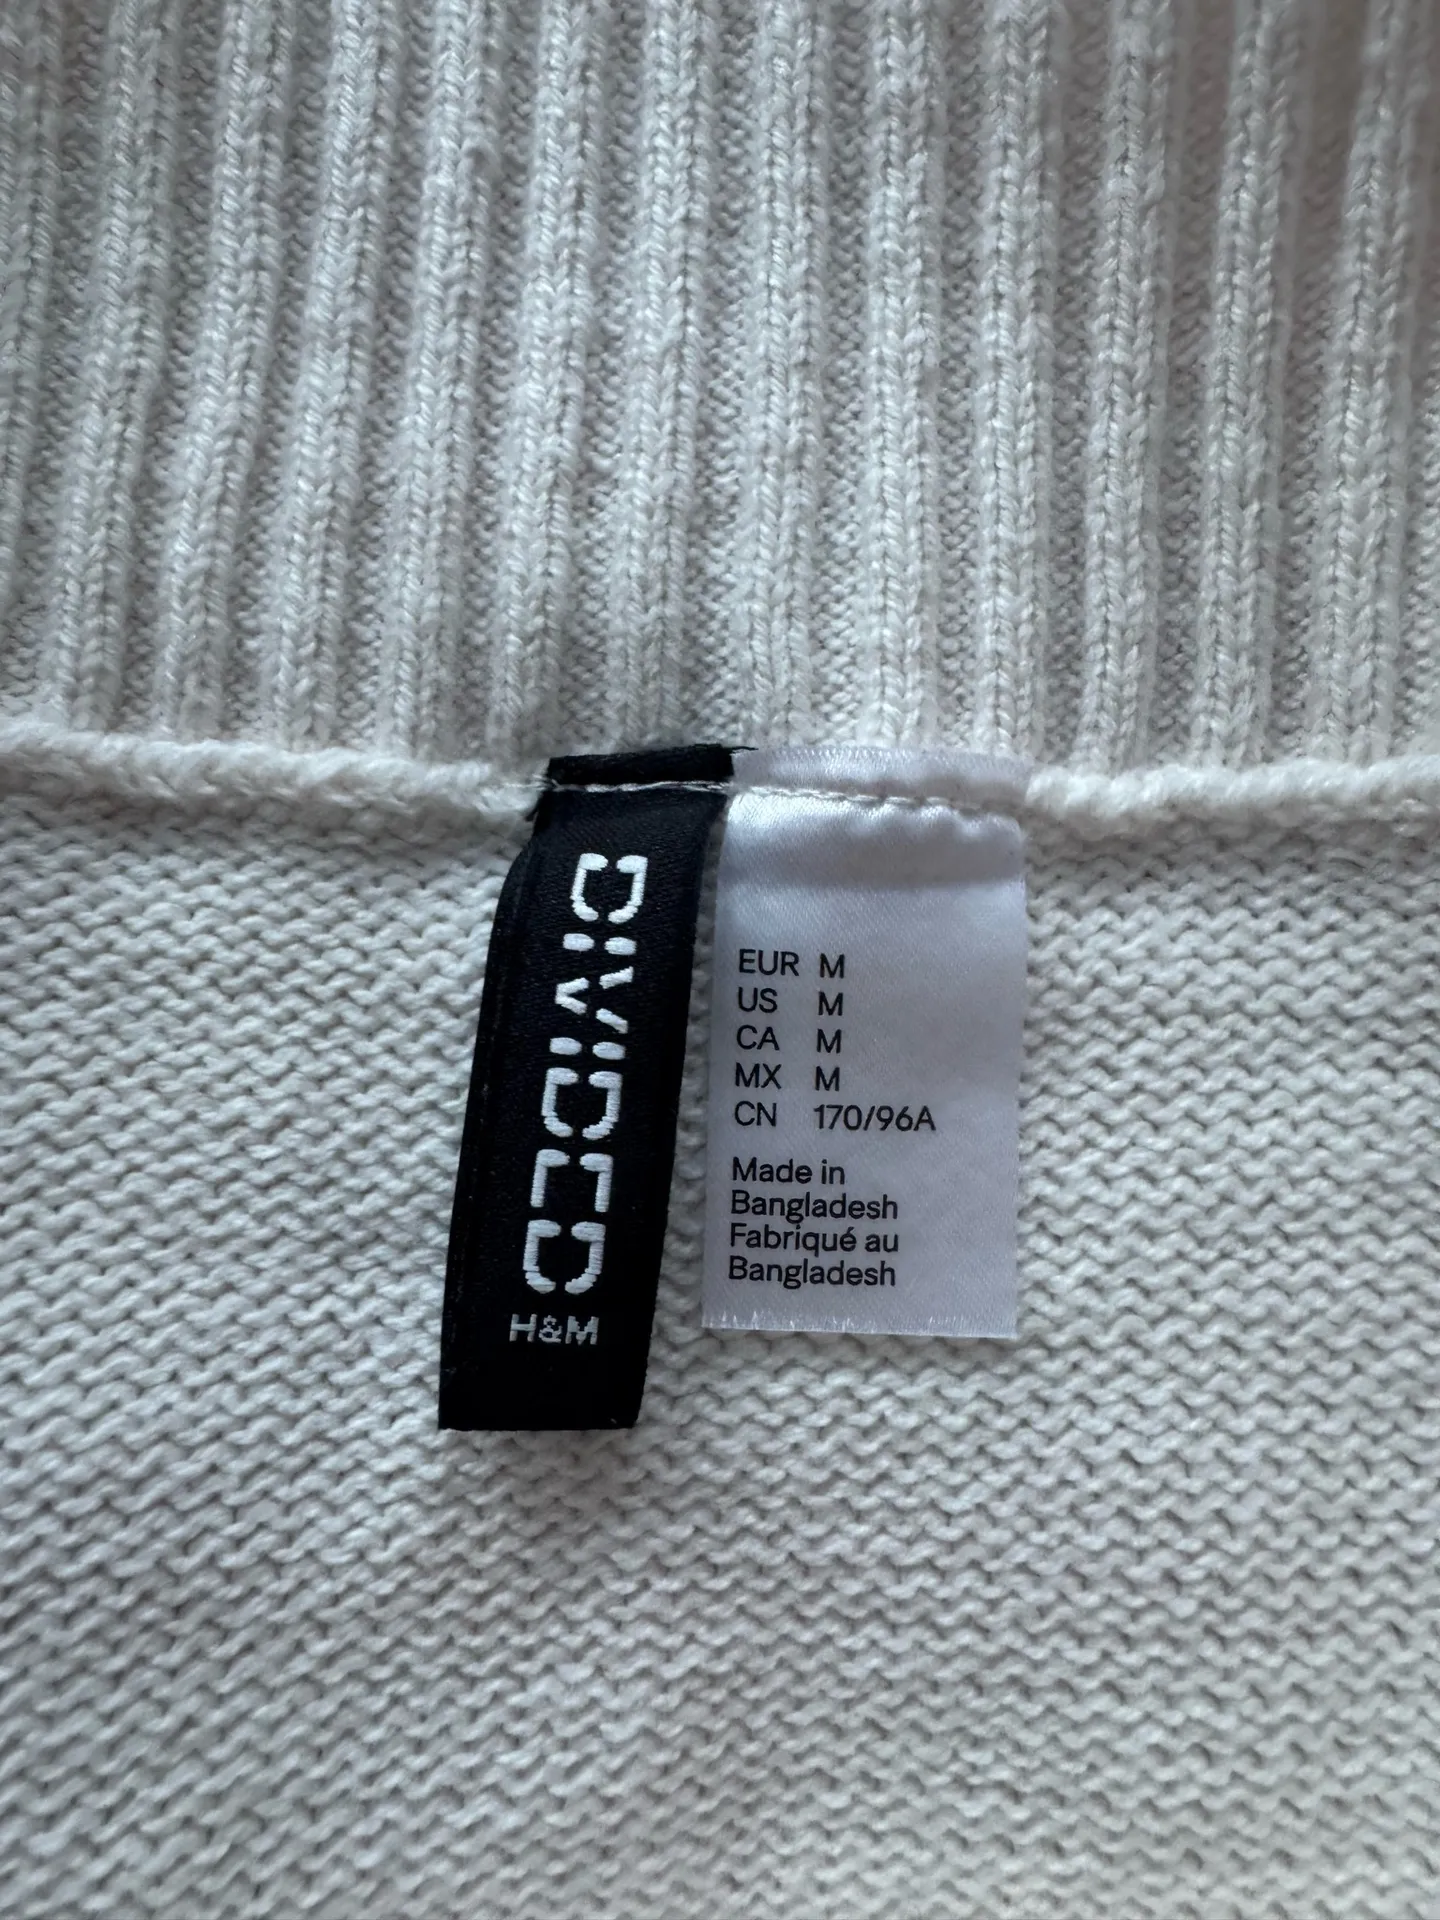 DIVIDED
H&M
EUR M
US M
CA M
MX M
CN 170/96A
Made in
Bangladesh
Fabriqué au
Bangladesh